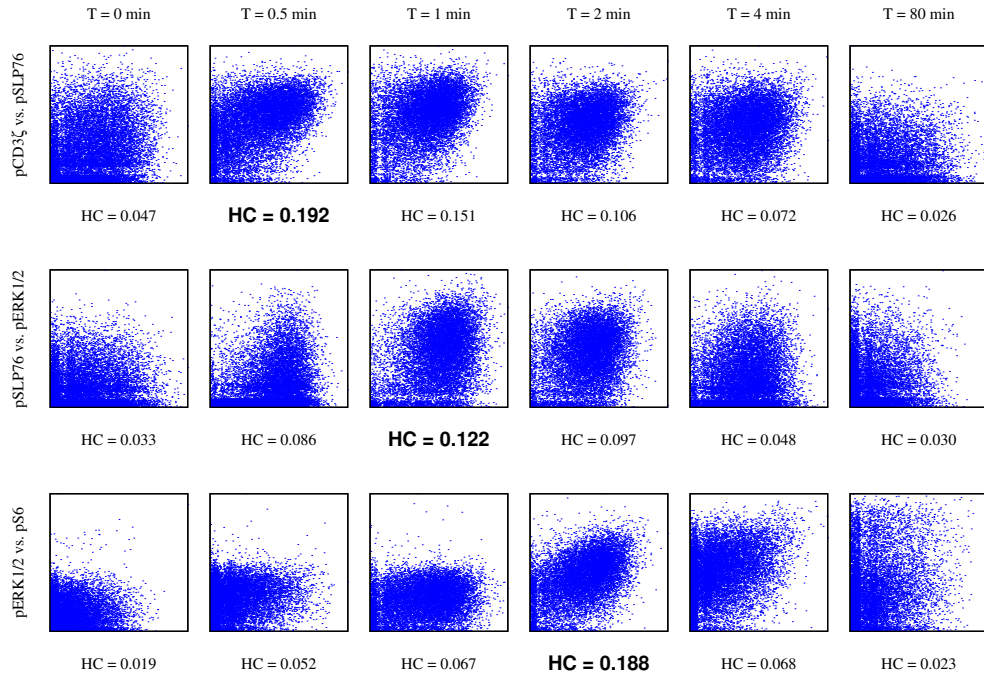 T = 0 min T = 0.5 min T = 1 min T = 2 min T = 4 min T = 80 min
pCD3ζ vs. pSLP76
HC = 0.047 HC = 0.192 HC = 0.151 HC = 0.106 HC = 0.072 HC = 0.026
pSLP76 vs. pERK1/2
HC = 0.033 HC = 0.086 HC = 0.122 HC = 0.097 HC = 0.048 HC = 0.030
pERK1/2 vs. pS6
HC = 0.019 HC = 0.052 HC = 0.067 HC = 0.188 HC = 0.068 HC = 0.023